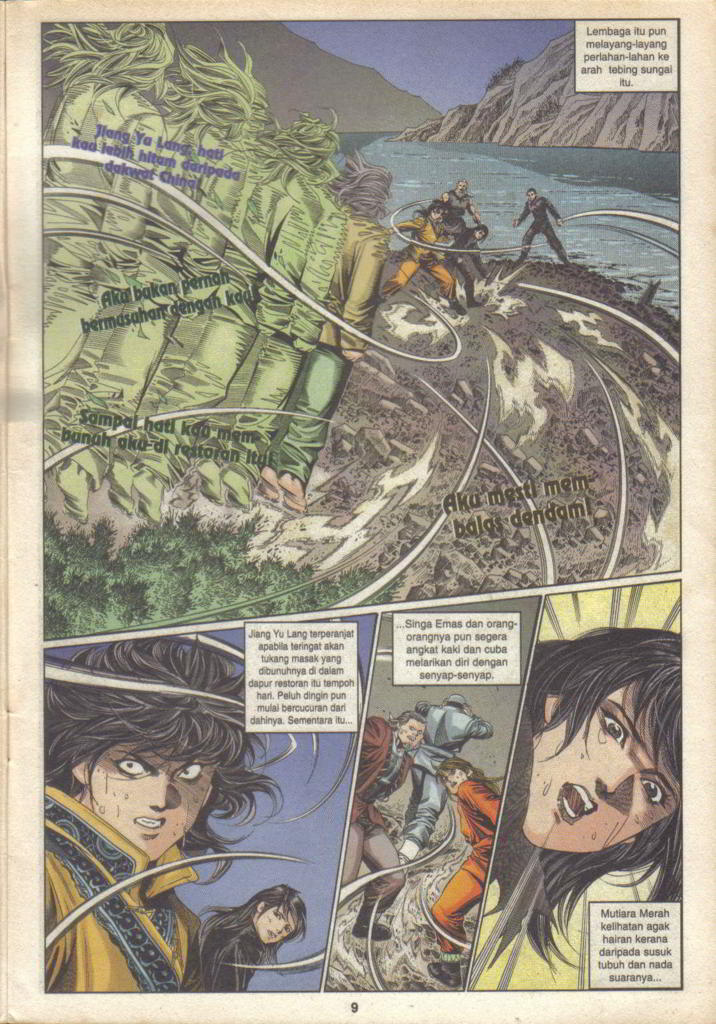 Lembaga itu pun
melayang-layang
perlahan-lahan ke
arah tebing sungai
itu.
Jiang Ya Lang, hati
kau lebih hitam daripada
dakwat China!
Aku bukan pernah
bermusuhan dengan kau!
Sampai hati kau mem-
bunuh aku di restoran itu!
Aku mesti mem-
balas dendam!
Jiang Yu Lang terperanjat
apabila teringat akan
tukang masak yang
dibunuhnya di dalam
dapur restoran itu tempoh
hari. Peluh dingin pun
mulai bercucuran dari
dahinya. Sementara itu...
...Singa Emas dan orang-
orangnya pun segera
angkat kaki dan cuba
melarikan diri dengan
senyap-senyap.
Mutiara Merah
kelihatan agak
hairan kerana
daripada susuk
tubuh dan nada
suaranya...
9